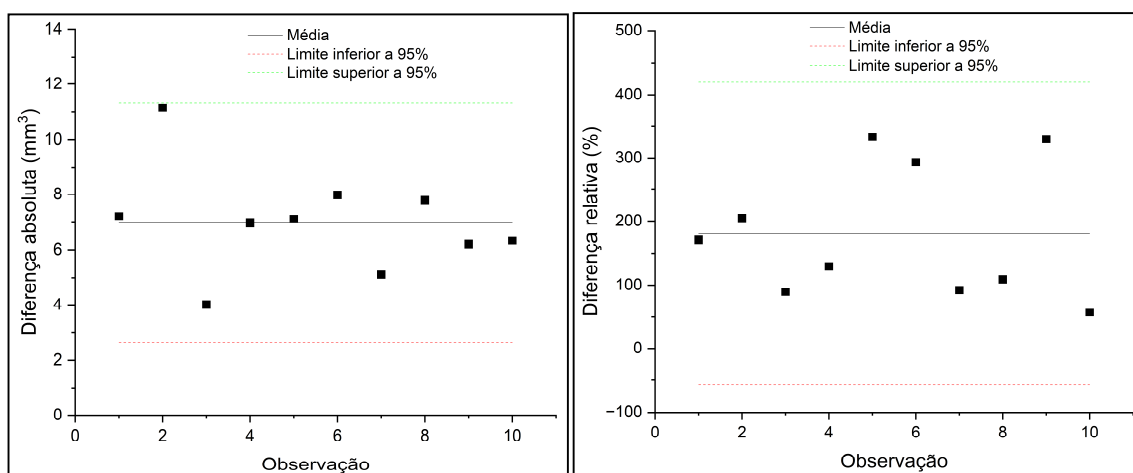 Diferença absoluta (mm³)
14
12
10
8
6
4
2
0
Média
Limite inferior a 95%
Limite superior a 95%
0
2
4
6
8
10
Observação
Diferença relativa (%)
500
400
300
200
100
0
−100
Média
Limite inferior a 95%
Limite superior a 95%
0
2
4
6
8
10
Observação